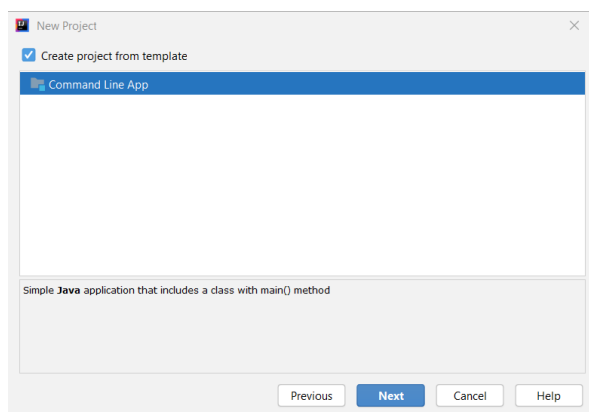 New Project
Create project from template
Command Line App
Simple Java application that includes a class with main() method
Previous Next Cancel Help